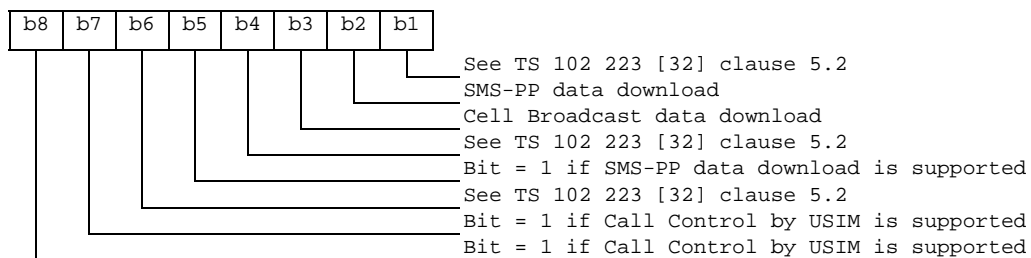 b8 b7 b6 b5 b4 b3 b2 b1
See TS 102 223 [32] clause 5.2
SMS-PP data download
Cell Broadcast data download
See TS 102 223 [32] clause 5.2
Bit = 1 if SMS-PP data download is supported
See TS 102 223 [32] clause 5.2
Bit = 1 if Call Control by USIM is supported
Bit = 1 if Call Control by USIM is supported